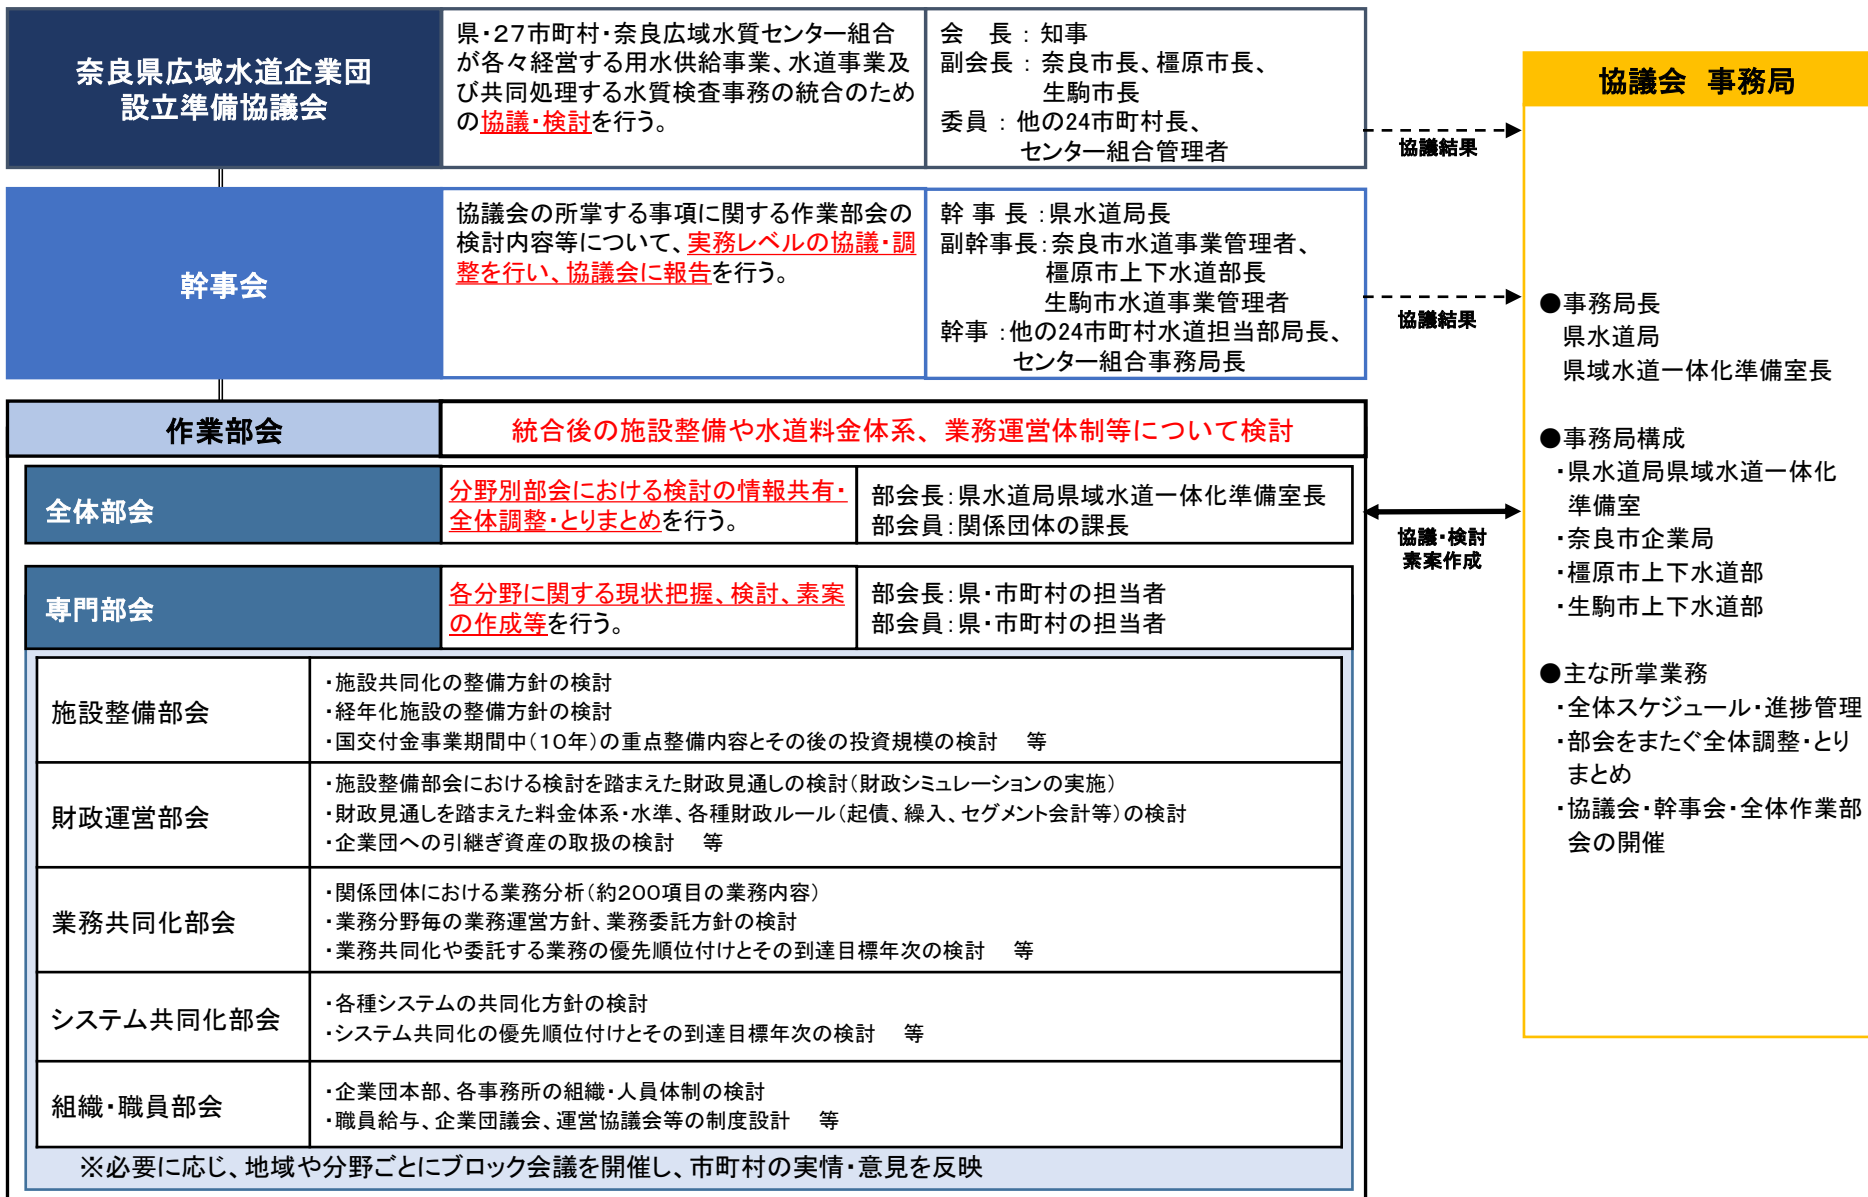 奈良県広域水道企業団
設立準備協議会
県・27市町村・奈良広域水質センター組合
が各々経営する用水供給事業、水道事業及
び共同処理する水質検査事務の統合のため
の協議・検討を行う。
会　長 : 知事
副会長 : 奈良市長、橿原市長、
生駒市長
委員 : 他の24市町村長、
センター組合管理者
協議結果
幹事会
協議会の所掌する事項に関する作業部会の
検討内容等について、実務レベルの協議・調
整を行い、協議会に報告を行う。
幹 事 長 :県水道局長
副幹事長:奈良市水道事業管理者、
橿原市上下水道部長
生駒市水道事業管理者
幹事 :他の24市町村水道担当部局長、
センター組合事務局長
協議結果
作業部会
統合後の施設整備や水道料金体系、業務運営体制等について検討
全体部会
分野別部会における検討の情報共有・
全体調整・とりまとめを行う。
部会長:県水道局県域水道一体化準備室長
部会員:関係団体の課長
協議・検討
素案作成
専門部会
各分野に関する現状把握、検討、素案
の作成等を行う。
部会長:県・市町村の担当者
部会員:県・市町村の担当者
施設整備部会
・施設共同化の整備方針の検討
・経年化施設の整備方針の検討
・国交付金事業期間中(10年)の重点整備内容とその後の投資規模の検討　等
財政運営部会
・施設整備部会における検討を踏まえた財政見通しの検討(財政シミュレーションの実施)
・財政見通しを踏まえた料金体系・水準、各種財政ルール(起債、繰入、セグメント会計等)の検討
・企業団への引継ぎ資産の取扱の検討　等
業務共同化部会
・関係団体における業務分析(約200項目の業務内容)
・業務分野毎の業務運営方針、業務委託方針の検討
・業務共同化や委託する業務の優先順位付けとその到達目標年次の検討　等
システム共同化部会
・各種システムの共同化方針の検討
・システム共同化の優先順位付けとその到達目標年次の検討　等
組織・職員部会
・企業団本部、各事務所の組織・人員体制の検討
・職員給与、企業団議会、運営協議会等の制度設計　等
※必要に応じ、地域や分野ごとにブロック会議を開催し、市町村の実情・意見を反映
協議会　事務局
●事務局長
県水道局
県域水道一体化準備室長
●事務局構成
・県水道局県域水道一体化
準備室
・奈良市企業局
・橿原市上下水道部
・生駒市上下水道部
●主な所掌業務
・全体スケジュール・進捗管理
・部会をまたぐ全体調整・とり
まとめ
・協議会・幹事会・全体作業部
会の開催